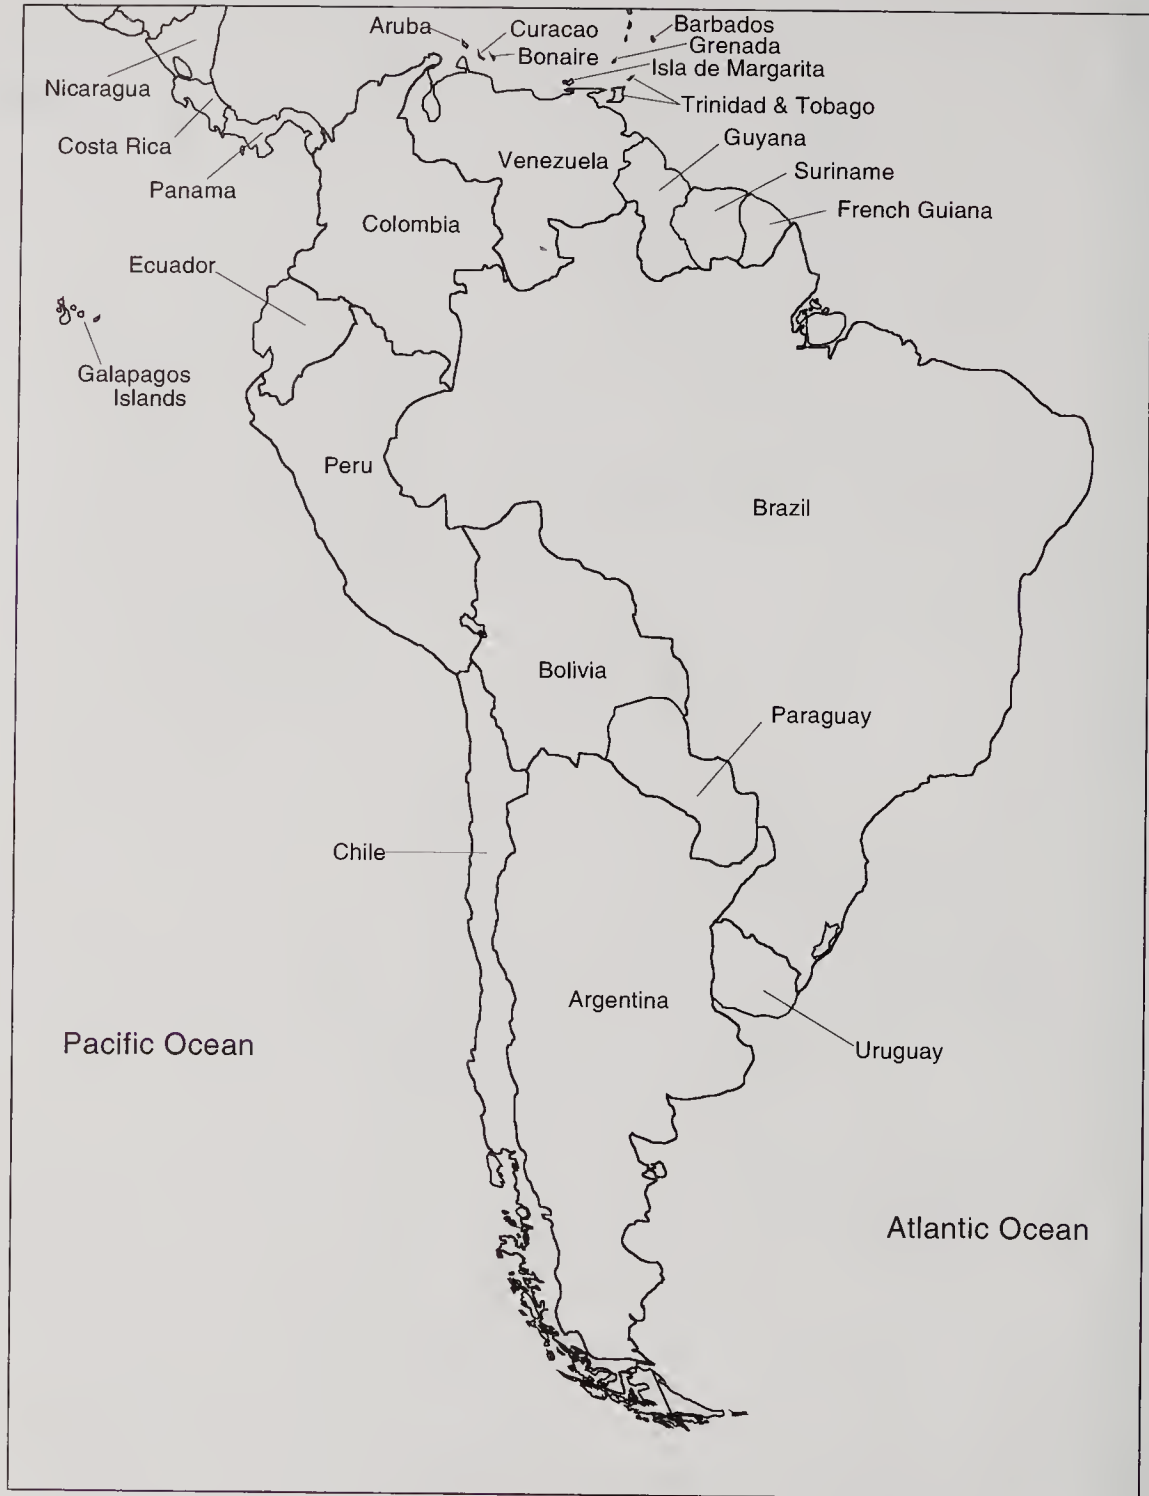 Aruba
Curacao
Bonaire
Barbados
Grenada
Isla de Margarita
Trinidad & Tobago
Nicaragua
Costa Rica
Panama
Venezuela
Guyana
Suriname
French Guiana
Colombia
Ecuador
Galapagos
Islands
Peru
Brazil
Bolivia
Paraguay
Chile
Argentina
Uruguay
Pacific Ocean
Atlantic Ocean